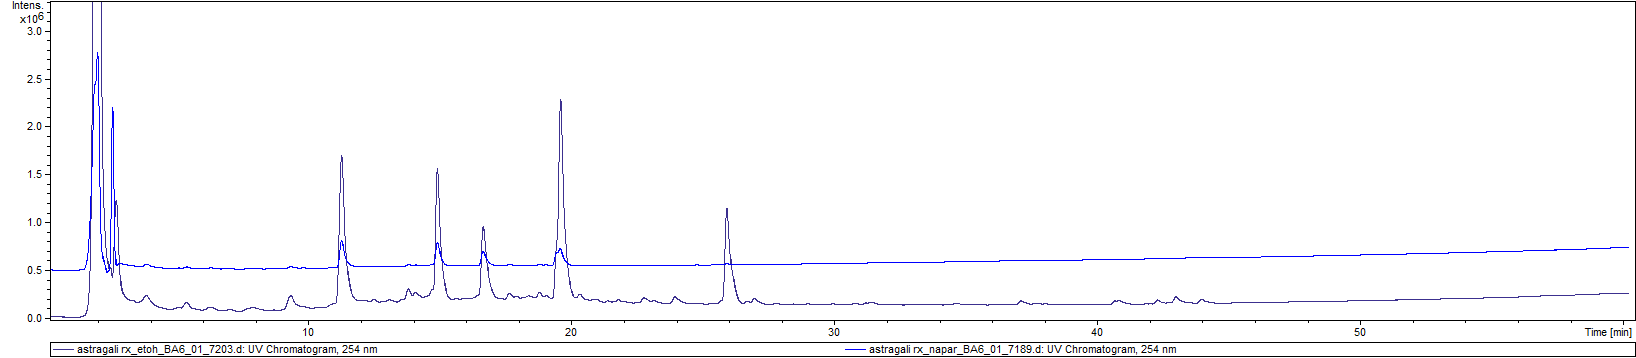 Intens.
x10⁶
3.0
2.5
2.0
1.5
1.0
0.5
0.0
10 20 30 40 50 Time [min]
astragali rx_etoh_BA6_01_7203.d: UV Chromatogram, 254 nm astragali rx_napar_BA6_01_7189.d: UV Chromatogram, 254 nm